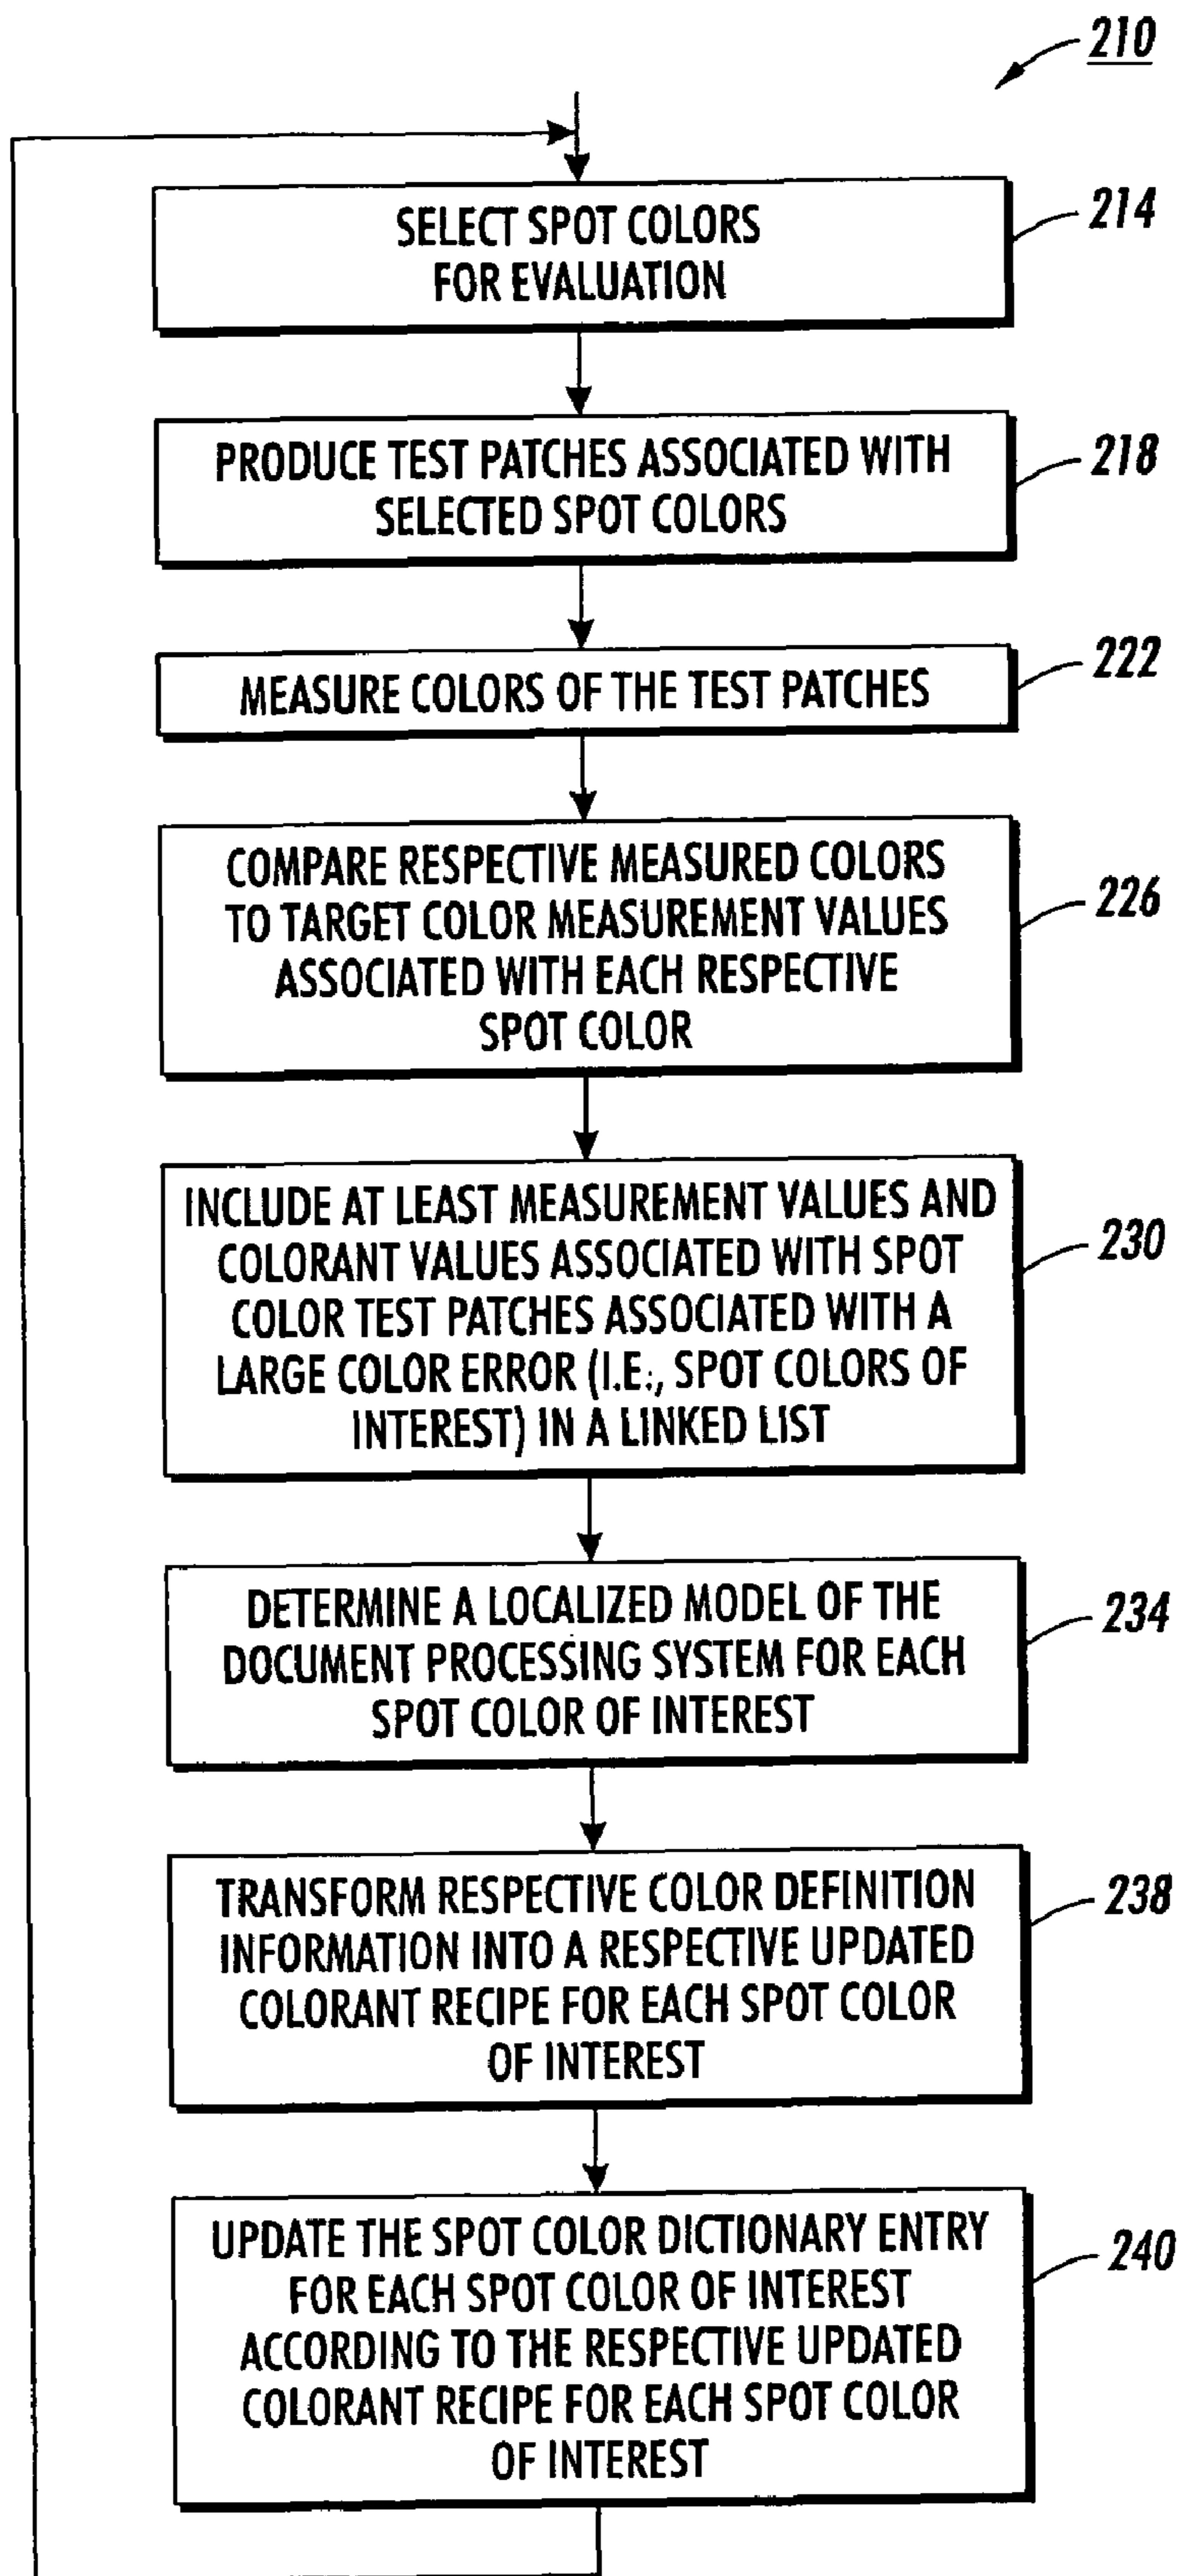 210
SELECT SPOT COLORS
FOR EVALUATION
214
PRODUCE TEST PATCHES ASSOCIATED WITH
SELECTED SPOT COLORS
218
MEASURE COLORS OF THE TEST PATCHES
222
COMPARE RESPECTIVE MEASURED COLORS
TO TARGET COLOR MEASUREMENT VALUES
ASSOCIATED WITH EACH RESPECTIVE
SPOT COLOR
226
INCLUDE AT LEAST MEASUREMENT VALUES AND
COLORANT VALUES ASSOCIATED WITH SPOT
COLOR TEST PATCHES ASSOCIATED WITH A
LARGE COLOR ERROR (I.E., SPOT COLORS OF
INTEREST) IN A LINKED LIST
230
DETERMINE A LOCALIZED MODEL OF THE
DOCUMENT PROCESSING SYSTEM FOR EACH
SPOT COLOR OF INTEREST
234
TRANSFORM RESPECTIVE COLOR DEFINITION
INFORMATION INTO A RESPECTIVE UPDATED
COLORANT RECIPE FOR EACH SPOT COLOR
OF INTEREST
238
UPDATE THE SPOT COLOR DICTIONARY ENTRY
FOR EACH SPOT COLOR OF INTEREST
ACCORDING TO THE RESPECTIVE UPDATED
COLORANT RECIPE FOR EACH SPOT COLOR
OF INTEREST
240